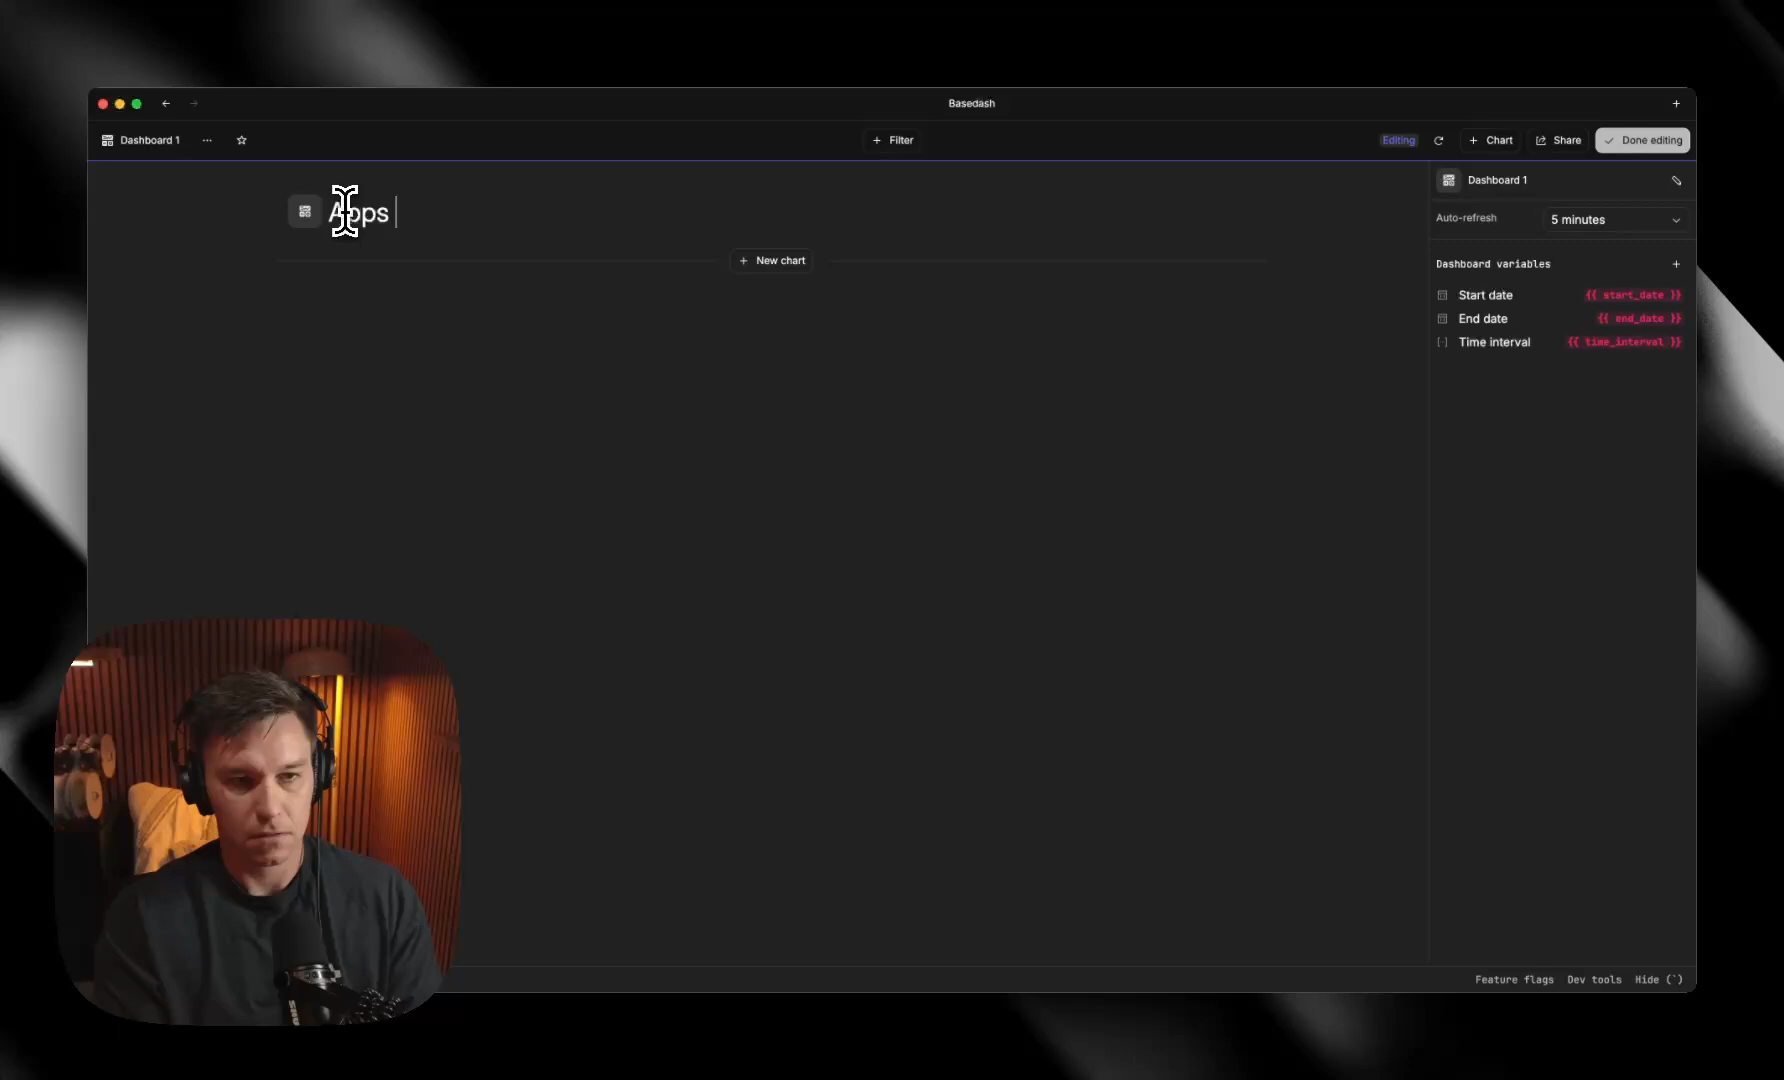 Basedash
Dashboard 1
Filter
Editing
Chart
Share
Done editing
Apps
New chart
Dashboard 1
Auto-refresh
5 minutes
Dashboard variables
Start date {{ start_date }}
End date {{ end_date }}
Time interval {{ time_interval }}
Feature flags
Dev tools
Hide (`)